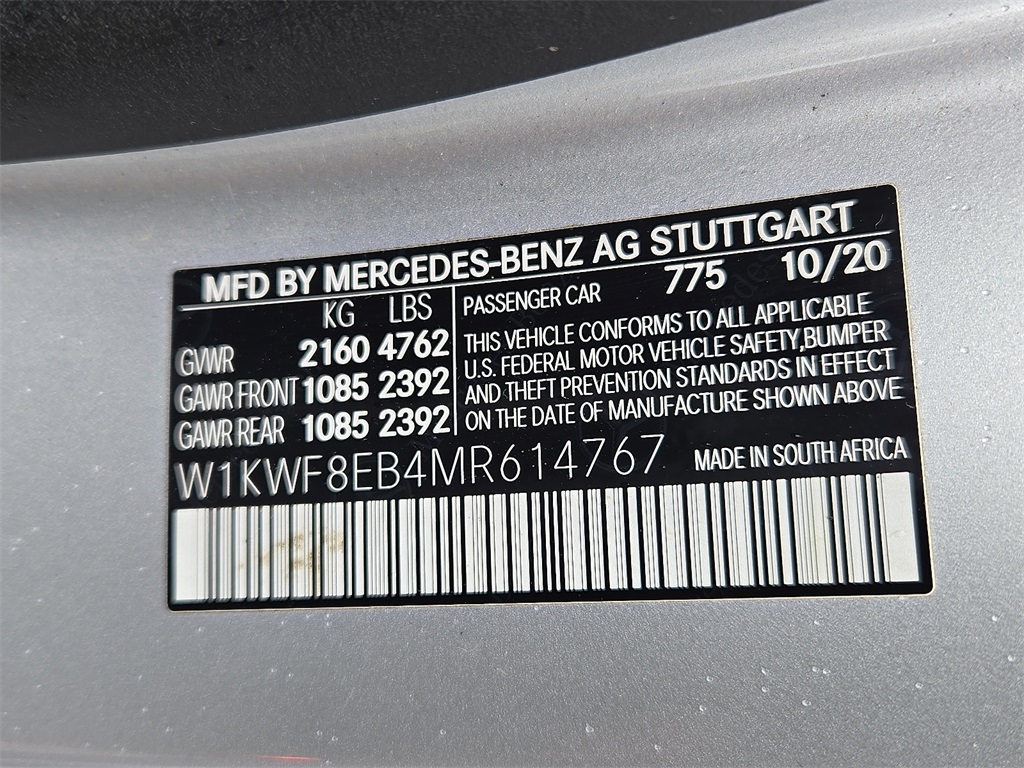 MFD BY MERCEDES-BENZ AG STUTTGART
KG LBS
GVWR 2160 4762
GAWR FRONT 1085 2392
GAWR REAR 1085 2392
PASSENGER CAR 775 10/20
THIS VEHICLE CONFORMS TO ALL APPLICABLE
U.S. FEDERAL MOTOR VEHICLE SAFETY,BUMPER
AND THEFT PREVENTION STANDARDS IN EFFECT
ON THE DATE OF MANUFACTURE SHOWN ABOVE
W1KWF8EB4MR614767 MADE IN SOUTH AFRICA